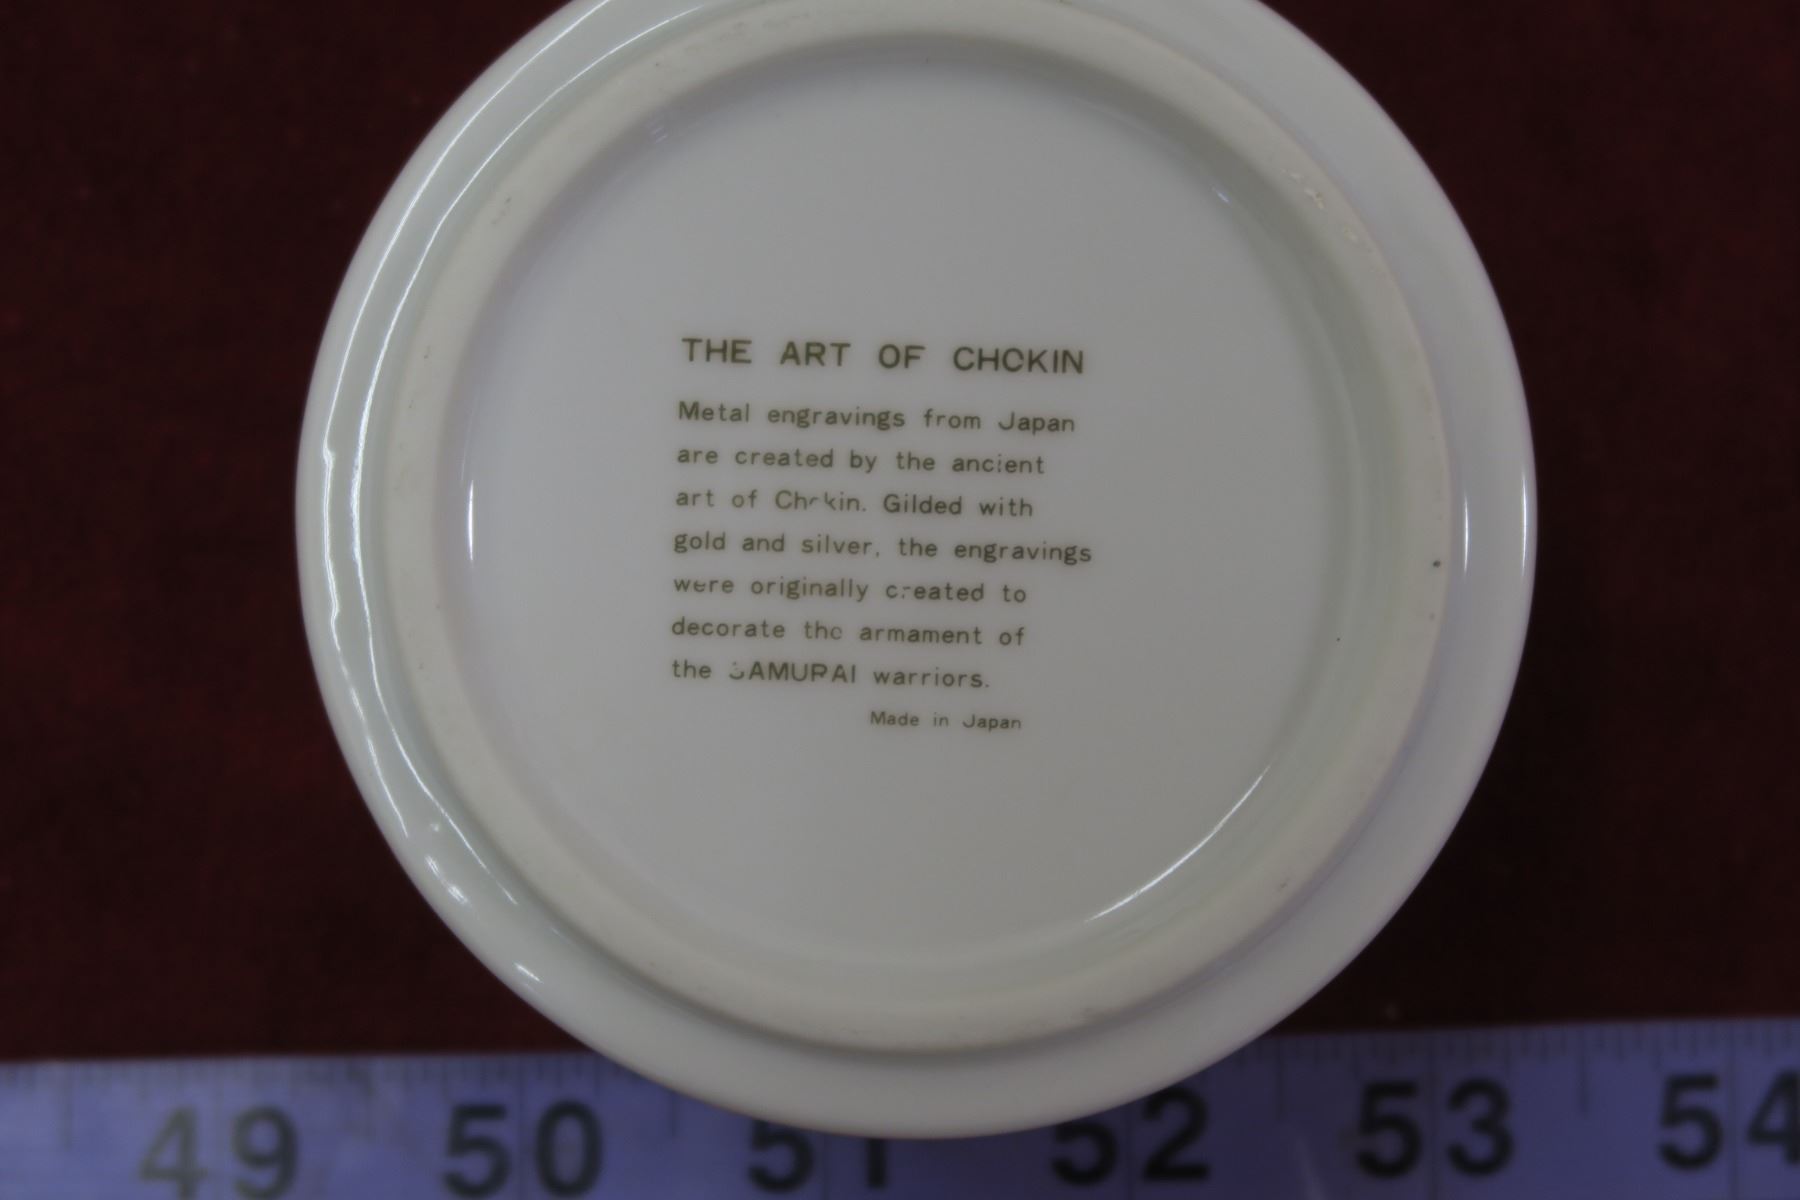 THE ART OF CHOKIN
Metal engravings from Japan
are created by the ancient
art of Chokin. Gilded with
gold and silver, the engravings
were originally created to
decorate the armament of
the SAMURAI warriors.
Made in Japan
49 50 51 52 53 54